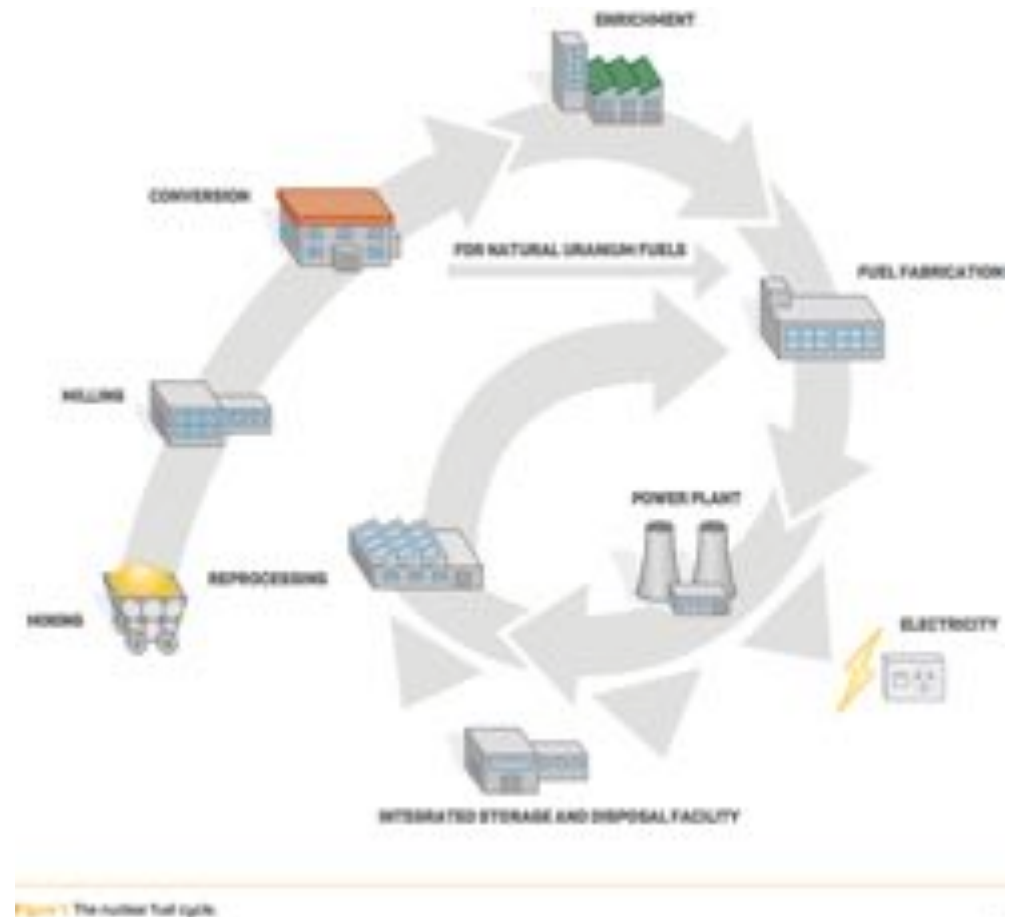 ENRICHMENT
CONVERSION
FOR NATURAL URANIUM FUELS
FUEL FABRICATION
MILLING
POWER PLANT
REPROCESSING
MINING
ELECTRICITY
INTEGRATED STORAGE AND DISPOSAL FACILITY
Figure 1. The nuclear fuel cycle.